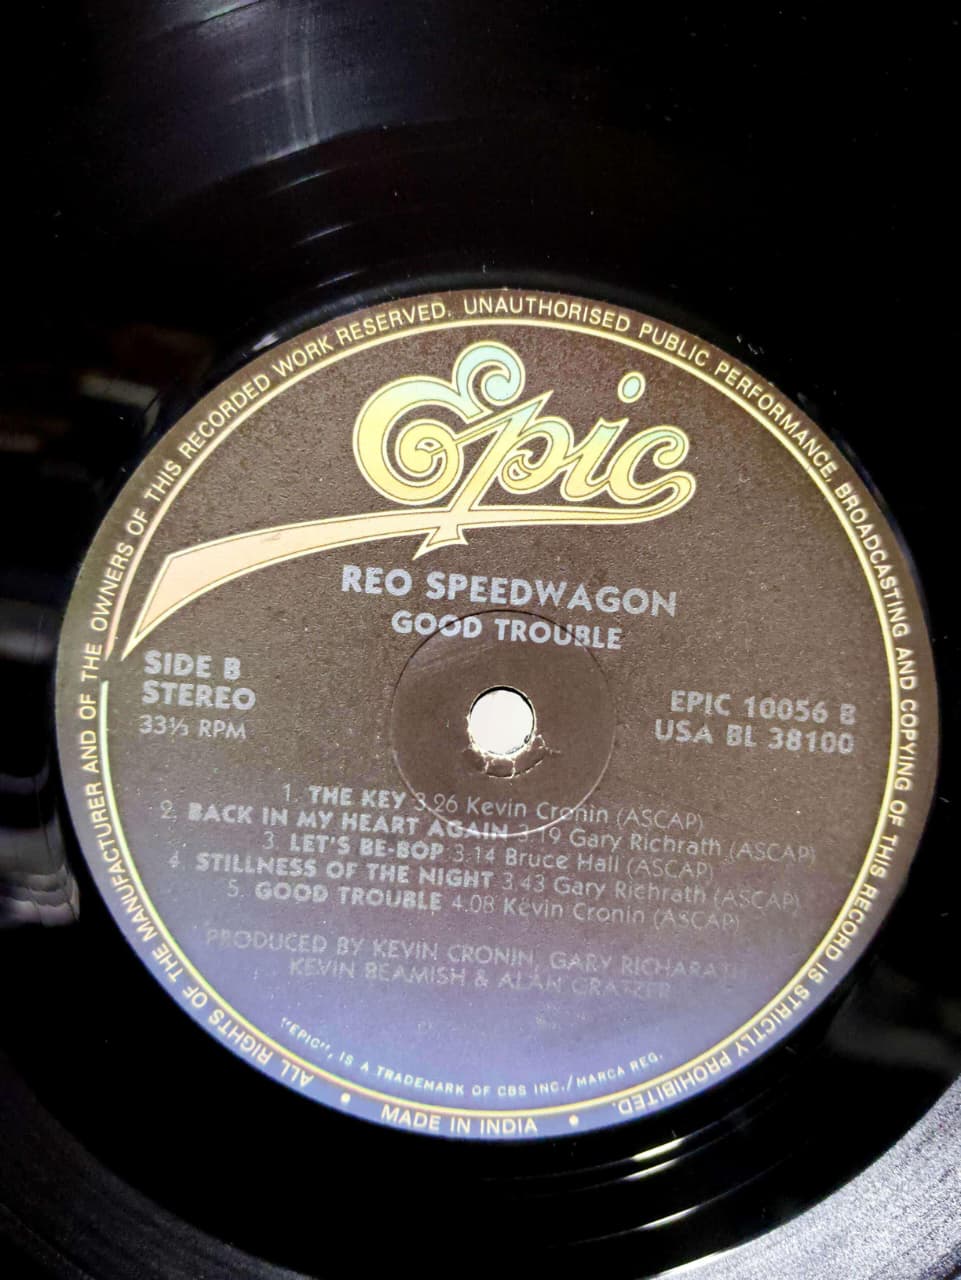 ALL RIGHTS OF THE MANUFACTURER AND OF THE OWNERS OF THIS RECORDED WORK RESERVED. UNAUTHORISED PUBLIC PERFORMANCE, BROADCASTING AND COPYING OF THIS RECORD IS STRICTLY PROHIBITED.
Epic
REO SPEEDWAGON
GOOD TROUBLE
SIDE B
STEREO
33⅓ RPM
EPIC 10056 B
USA BL 38100
1. THE KEY 3.26 Kevin Cronin (ASCAP)
2. BACK IN MY HEART AGAIN 3.19 Gary Richrath (ASCAP)
3. LET'S BE-BOP 3.14 Bruce Hall (ASCAP)
4. STILLNESS OF THE NIGHT 3.43 Gary Richrath (ASCAP)
5. GOOD TROUBLE 4.08 Kevin Cronin (ASCAP)
PRODUCED BY KEVIN CRONIN, GARY RICHARATH
KEVIN BEAMISH & ALAN GRATZER
"EPIC", IS A TRADEMARK OF CBS INC./MARCA REG.
• MADE IN INDIA •